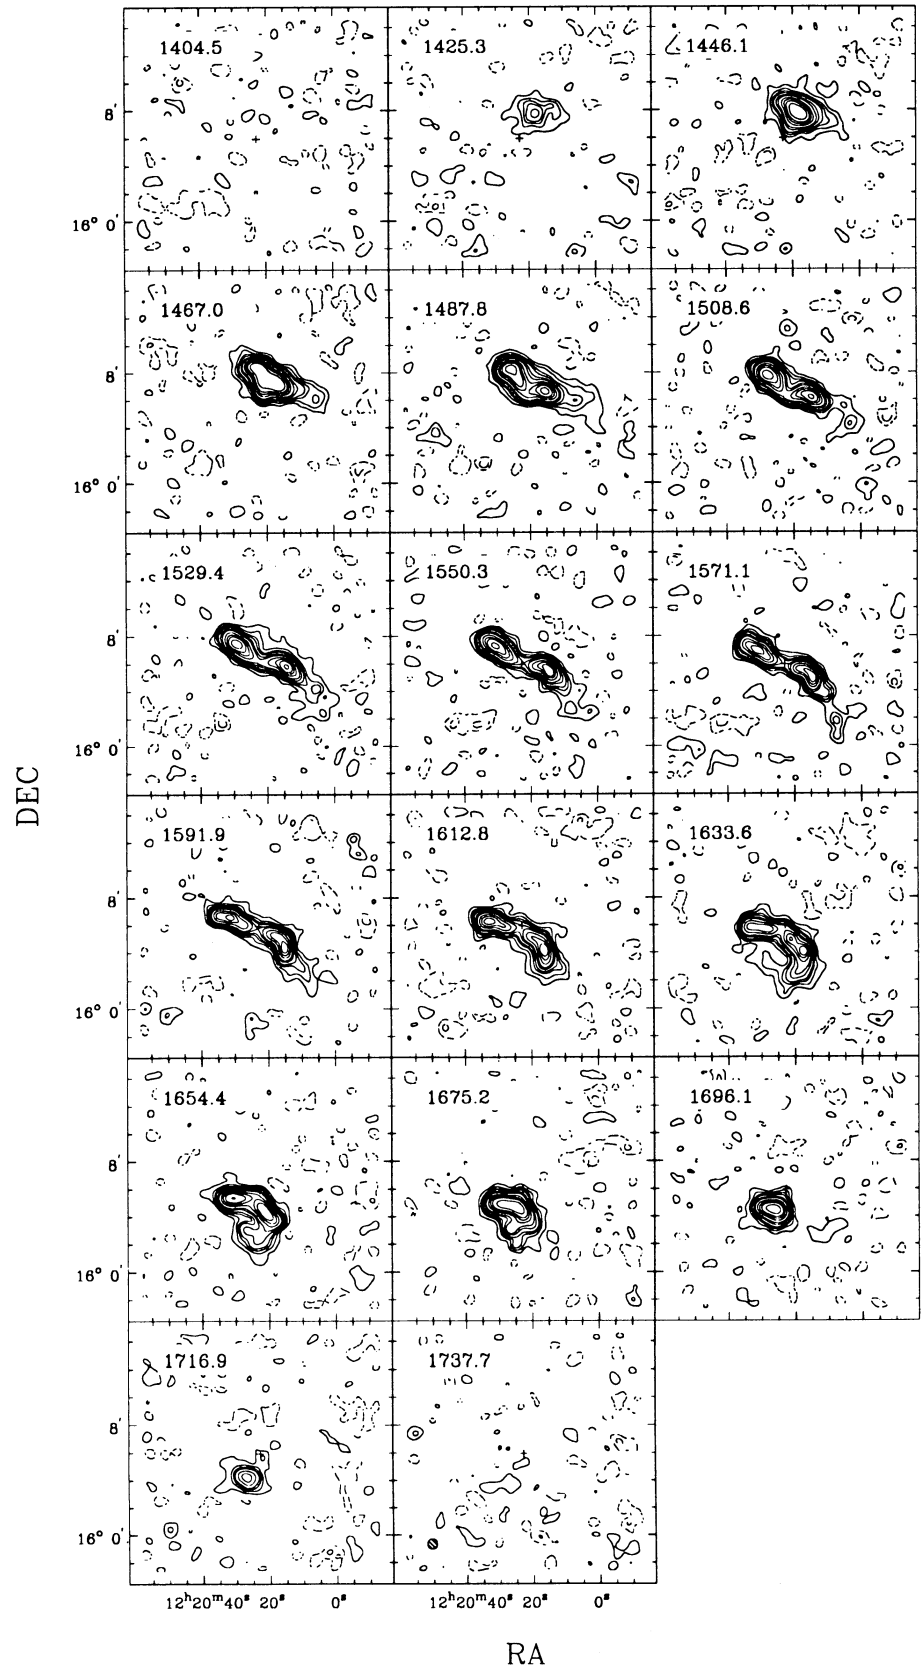 1404.5 1425.3 1446.1
8'
16° 0'
1467.0 1487.8 1508.6
8'
16° 0'
1529.4 1550.3 1571.1
8'
16° 0'
DEC
1591.9 1612.8 1633.6
8'
16° 0'
1654.4 1675.2 1696.1
8'
16° 0'
1716.9 1737.7
8'
16° 0'
12ʰ20ᵐ40ˢ 20ˢ 0ˢ 12ʰ20ᵐ40ˢ 20ˢ 0ˢ
RA